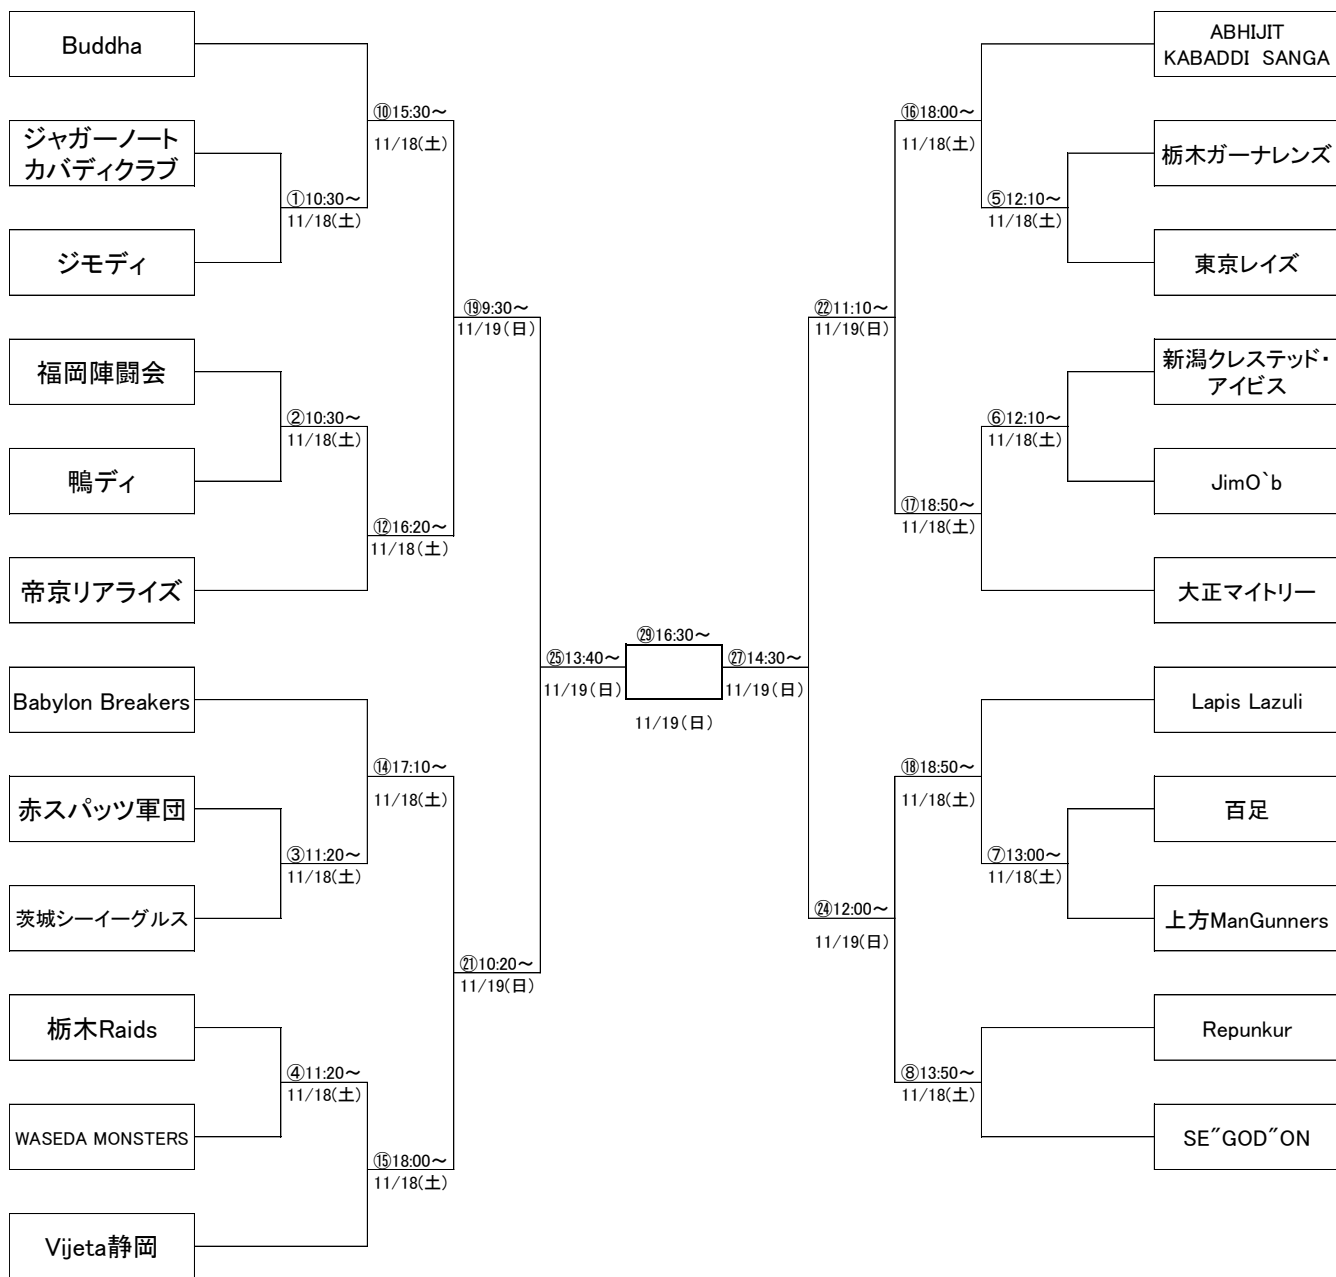 Buddha
ジャガーノート
カバディクラブ
ジモディ
福岡陣闘会
鴨ディ
帝京リアライズ
Babylon Breakers
赤スパッツ軍団
茨城シーイーグルス
栃木Raids
WASEDA MONSTERS
Vijeta静岡
①10:30～
11/18(土)
②10:30～
11/18(土)
③11:20～
11/18(土)
④11:20～
11/18(土)
⑩15:30～
11/18(土)
⑫16:20～
11/18(土)
⑭17:10～
11/18(土)
⑮18:00～
11/18(土)
⑲9:30～
11/19(日)
㉑10:20～
11/19(日)
㉕13:40～
11/19(日)
㉙16:30～
11/19(日)
㉗14:30～
11/19(日)
㉒11:10～
11/19(日)
㉔12:00～
11/19(日)
⑯18:00～
11/18(土)
⑰18:50～
11/18(土)
⑱18:50～
11/18(土)
⑧13:50～
11/18(土)
⑤12:10～
11/18(土)
⑥12:10～
11/18(土)
⑦13:00～
11/18(土)
ABHIJIT
KABADDI SANGA
栃木ガーナレンズ
東京レイズ
新潟クレステッド・
アイビス
JimO`b
大正マイトリー
Lapis Lazuli
百足
上方ManGunners
Repunkur
SE"GOD"ON